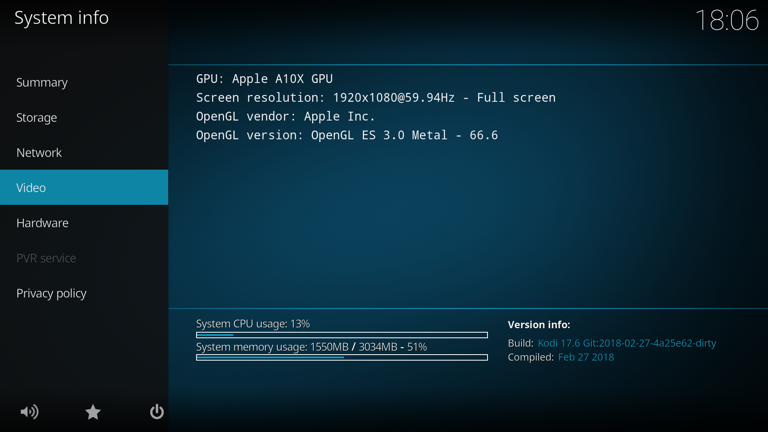 System info
18:06
Summary
Storage
Network
Video
Hardware
PVR service
Privacy policy
GPU: Apple A10X GPU
Screen resolution: 1920x1080@59.94Hz - Full screen
OpenGL vendor: Apple Inc.
OpenGL version: OpenGL ES 3.0 Metal - 66.6
System CPU usage: 13%
System memory usage: 1550MB / 3034MB - 51%
Version info:
Build: Kodi 17.6 Git:2018-02-27-4a25e62-dirty
Compiled: Feb 27 2018